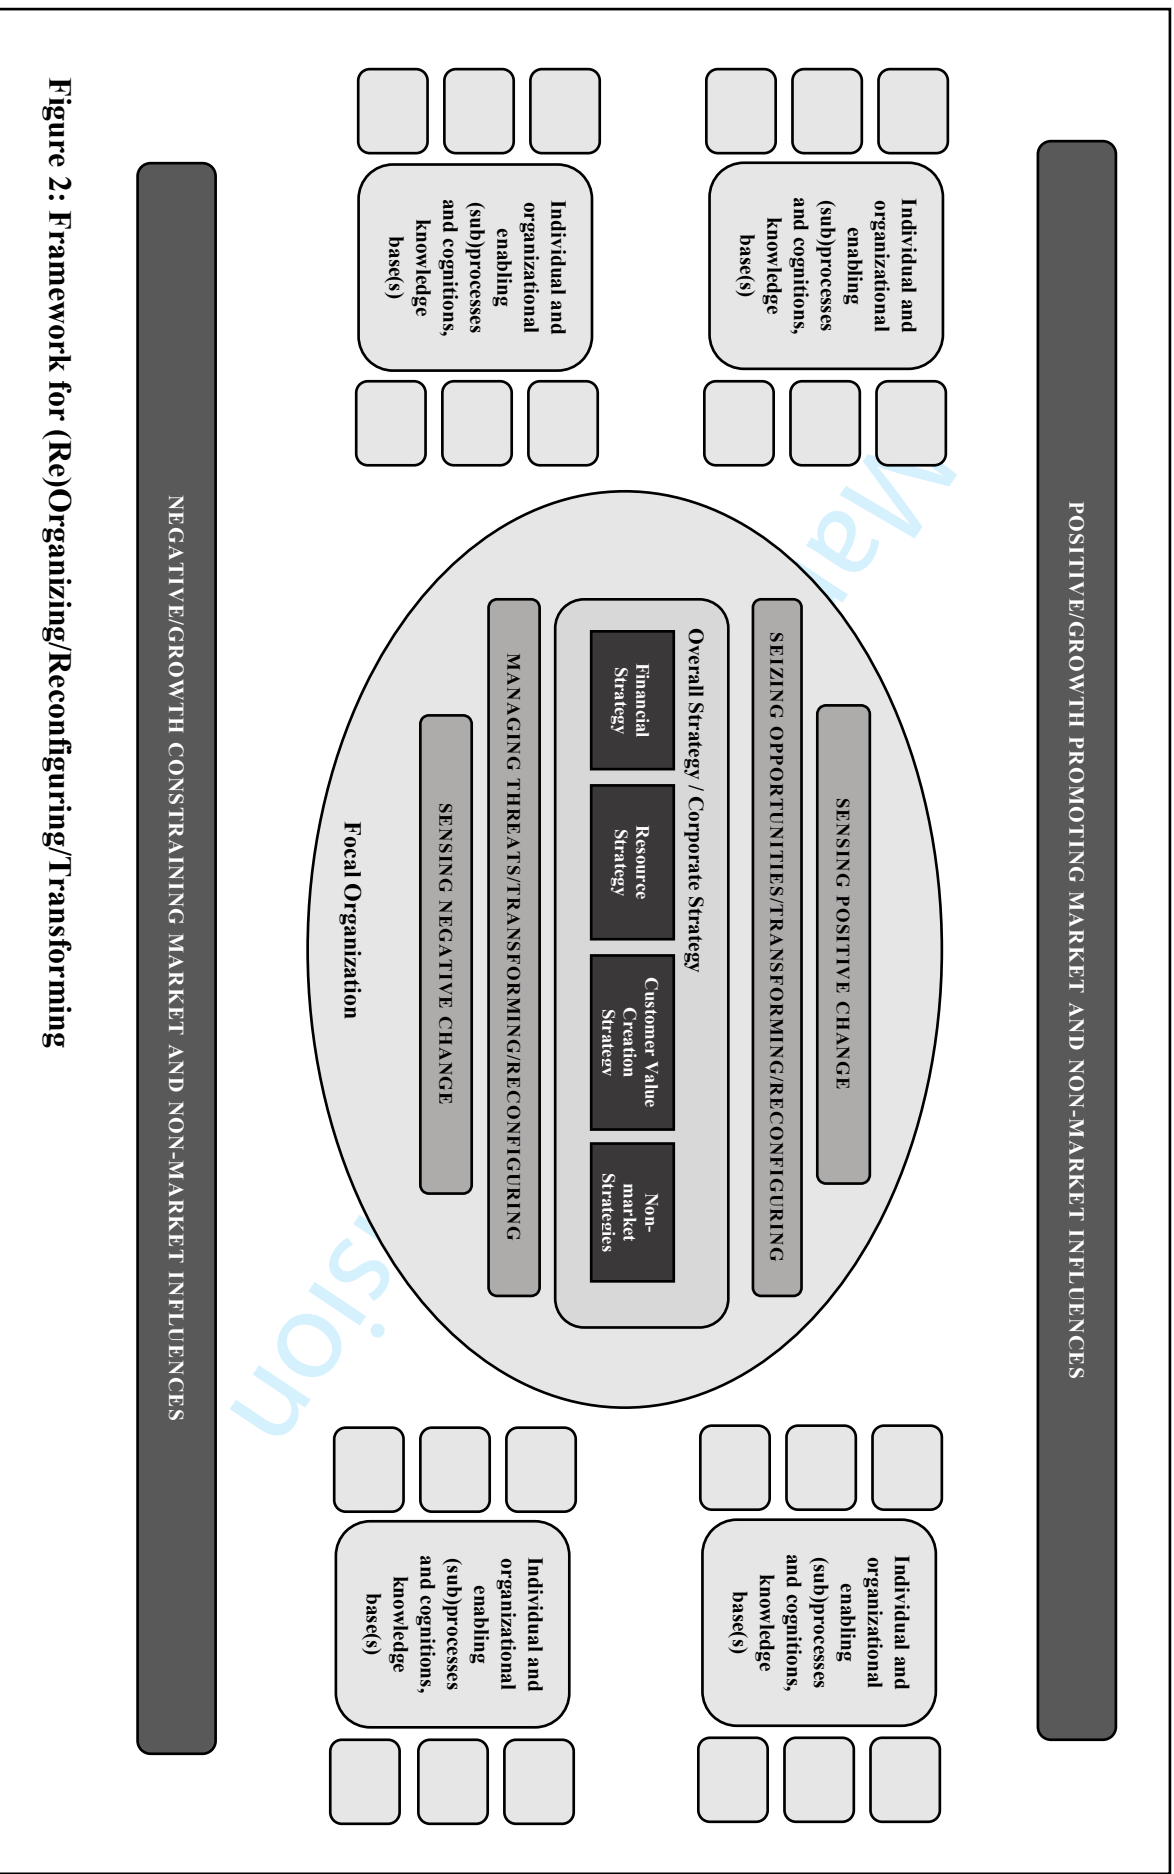 POSITIVE/GROWTH PROMOTING MARKET AND NON-MARKET INFLUENCES
Individual and
organizational
enabling
(sub)processes
and cognitions,
knowledge
base(s)
Individual and
organizational
enabling
(sub)processes
and cognitions,
knowledge
base(s)
SENSING POSITIVE CHANGE
SEIZING OPPORTUNITIES/TRANSFORMING/RECONFIGURING
Overall Strategy / Corporate Strategy
Financial
Strategy
Resource
Strategy
Customer Value
Creation
Strategy
Non-
market
Strategies
MANAGING THREATS/TRANSFORMING/RECONFIGURING
SENSING NEGATIVE CHANGE
Focal Organization
Individual and
organizational
enabling
(sub)processes
and cognitions,
knowledge
base(s)
Individual and
organizational
enabling
(sub)processes
and cognitions,
knowledge
base(s)
NEGATIVE/GROWTH CONSTRAINING MARKET AND NON-MARKET INFLUENCES
Figure 2: Framework for (Re)Organizing/Reconfiguring/Transforming